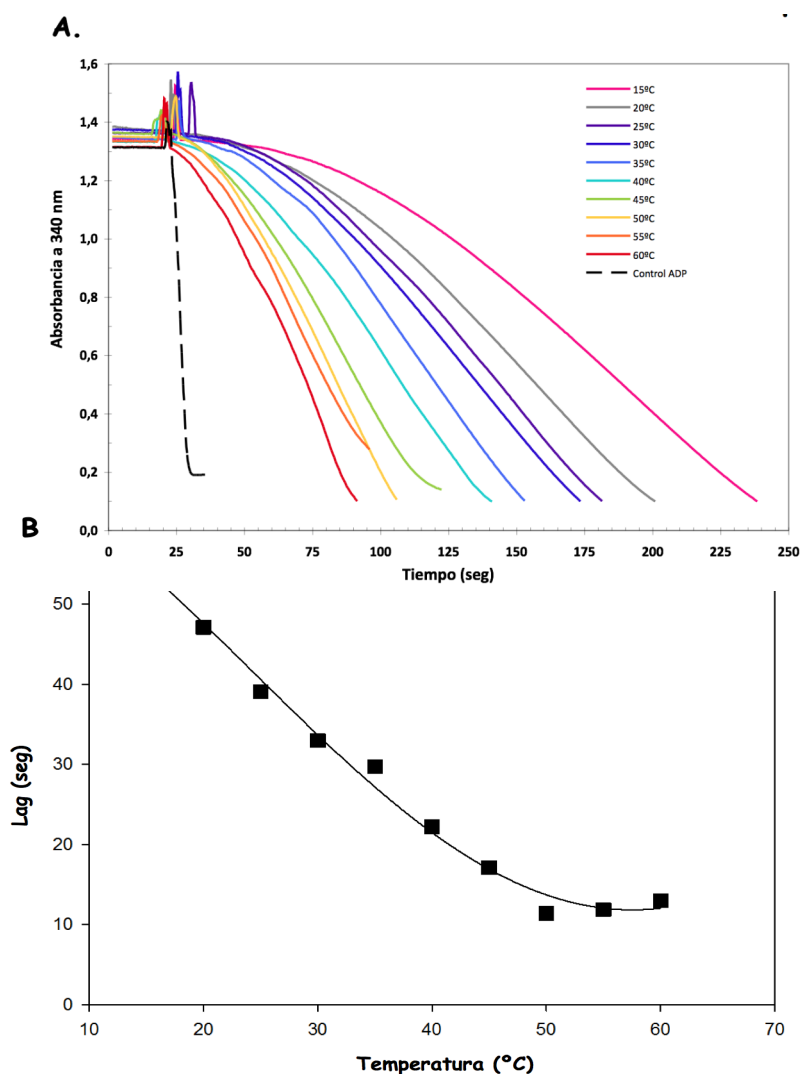 A.
Absorbancia a 340 nm
1,6
1,4
1,2
1,0
0,8
0,6
0,4
0,2
0,0
15ºC
20ºC
25ºC
30ºC
35ºC
40ºC
45ºC
50ºC
55ºC
60ºC
Control ADP
0 25 50 75 100 125 150 175 200 225 250
Tiempo (seg)
B
Lag (seg)
50
40
30
20
10
0
10 20 30 40 50 60 70
Temperatura (ºC)